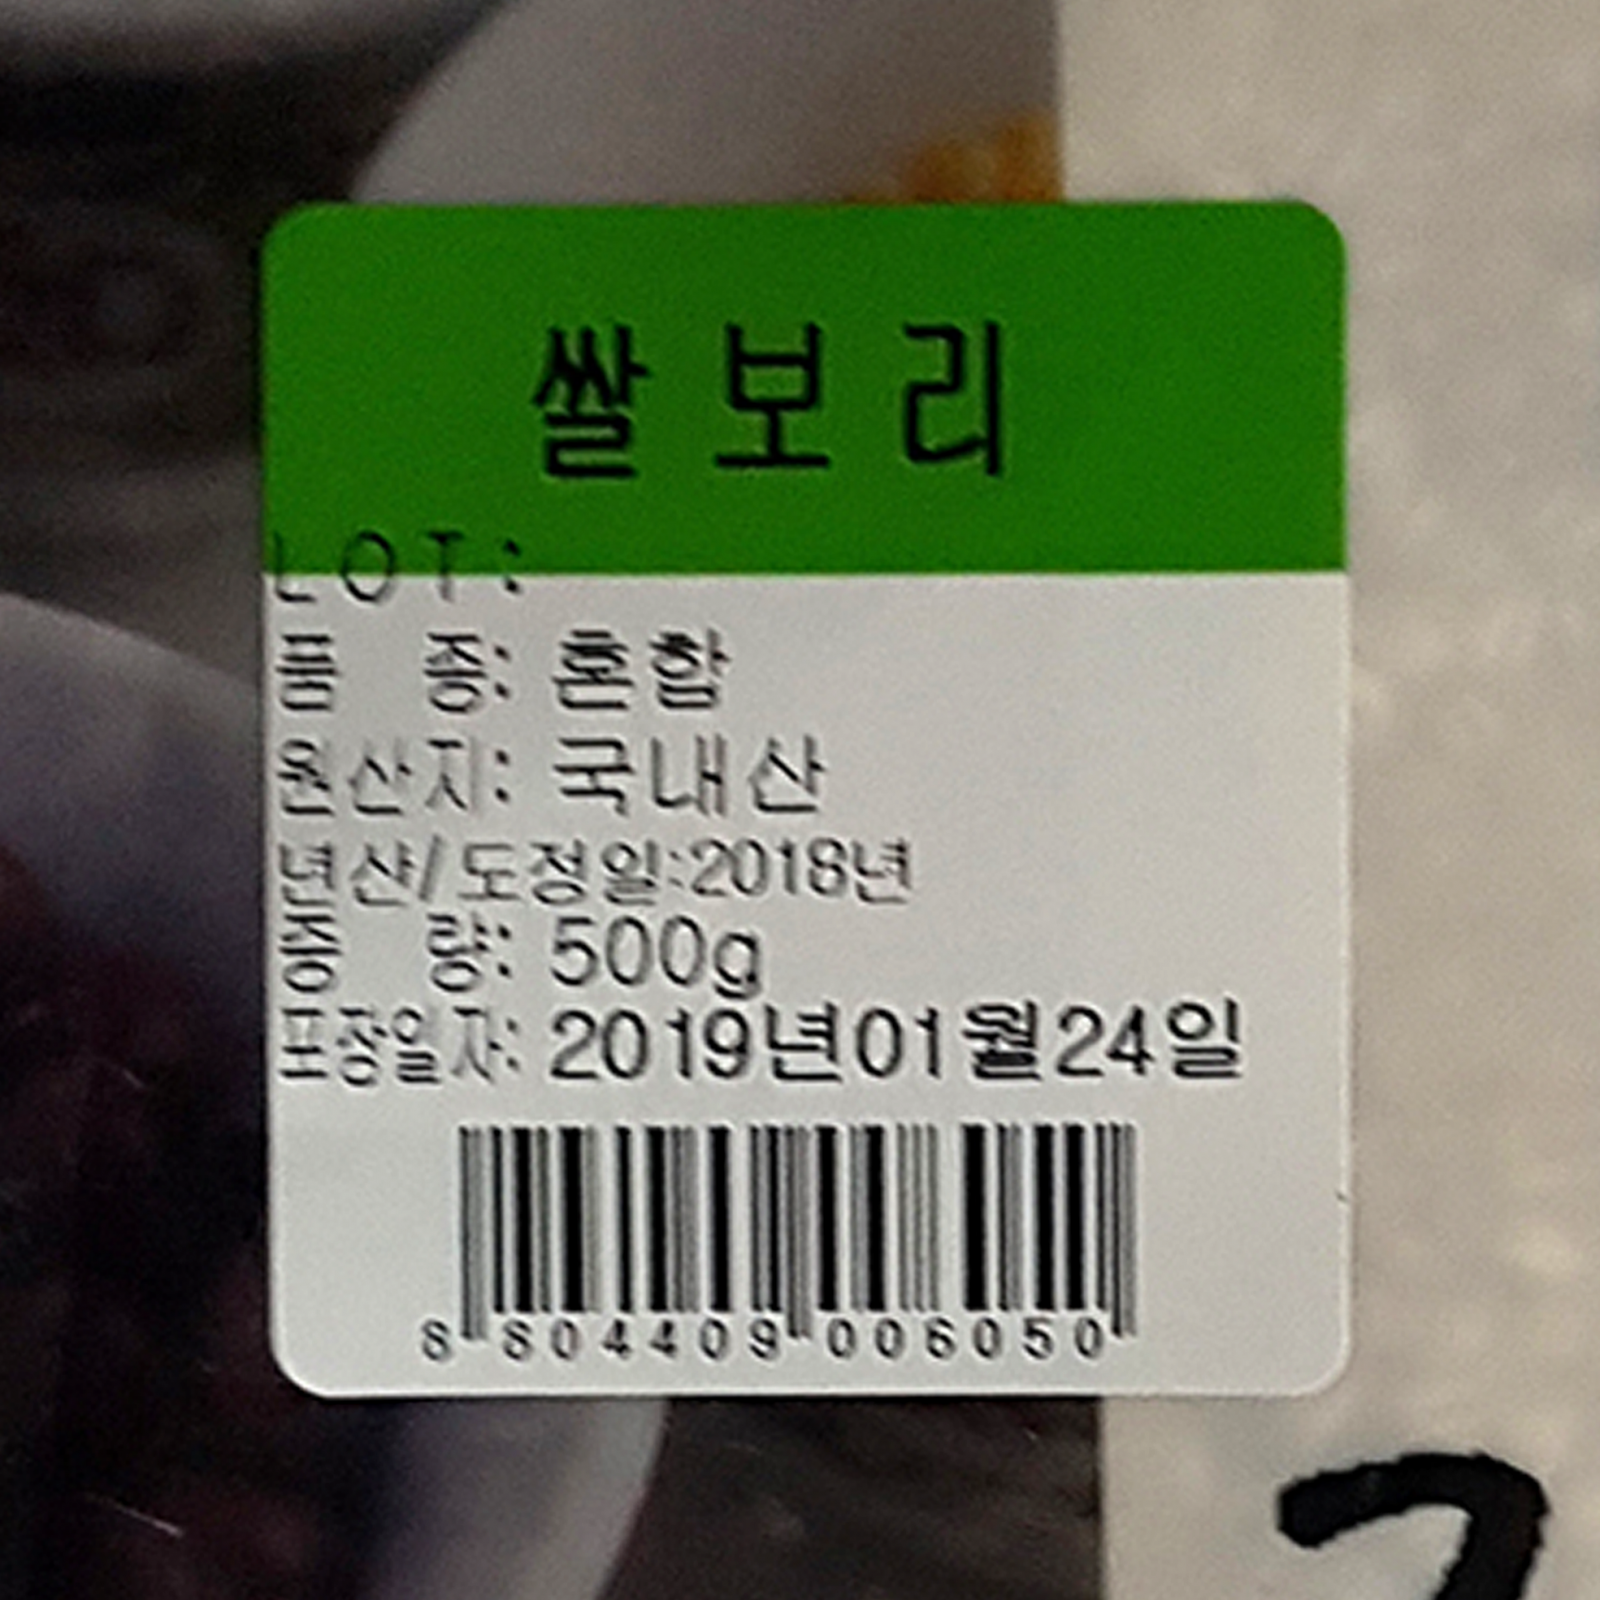 쌀보리
LOT:
품 종: 혼합
원산지: 국내산
년산/도정일:2018년
중 량: 500g
포장일자: 2019년01월24일
8 804409 006050